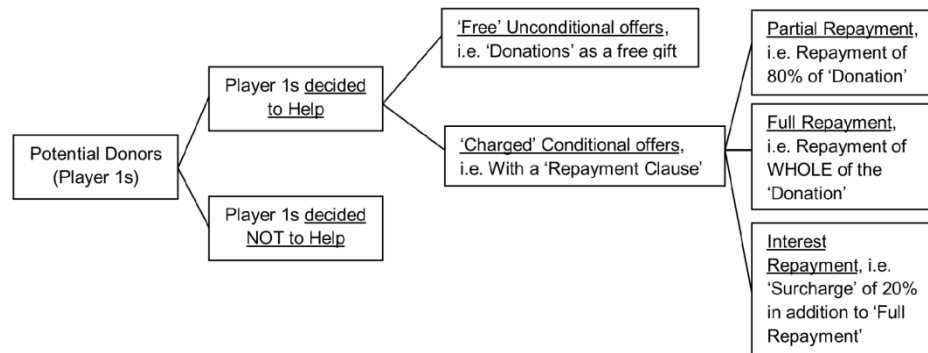 Potential Donors
(Player 1s)
Player 1s decided
to Help
Player 1s decided
NOT to Help
‘Free’ Unconditional offers,
i.e. ‘Donations’ as a free gift
‘Charged’ Conditional offers,
i.e. With a ‘Repayment Clause’
Partial Repayment,
i.e. Repayment of
80% of ‘Donation’
Full Repayment,
i.e. Repayment of
WHOLE of the
‘Donation’
Interest
Repayment, i.e.
‘Surcharge’ of 20%
in addition to ‘Full
Repayment’